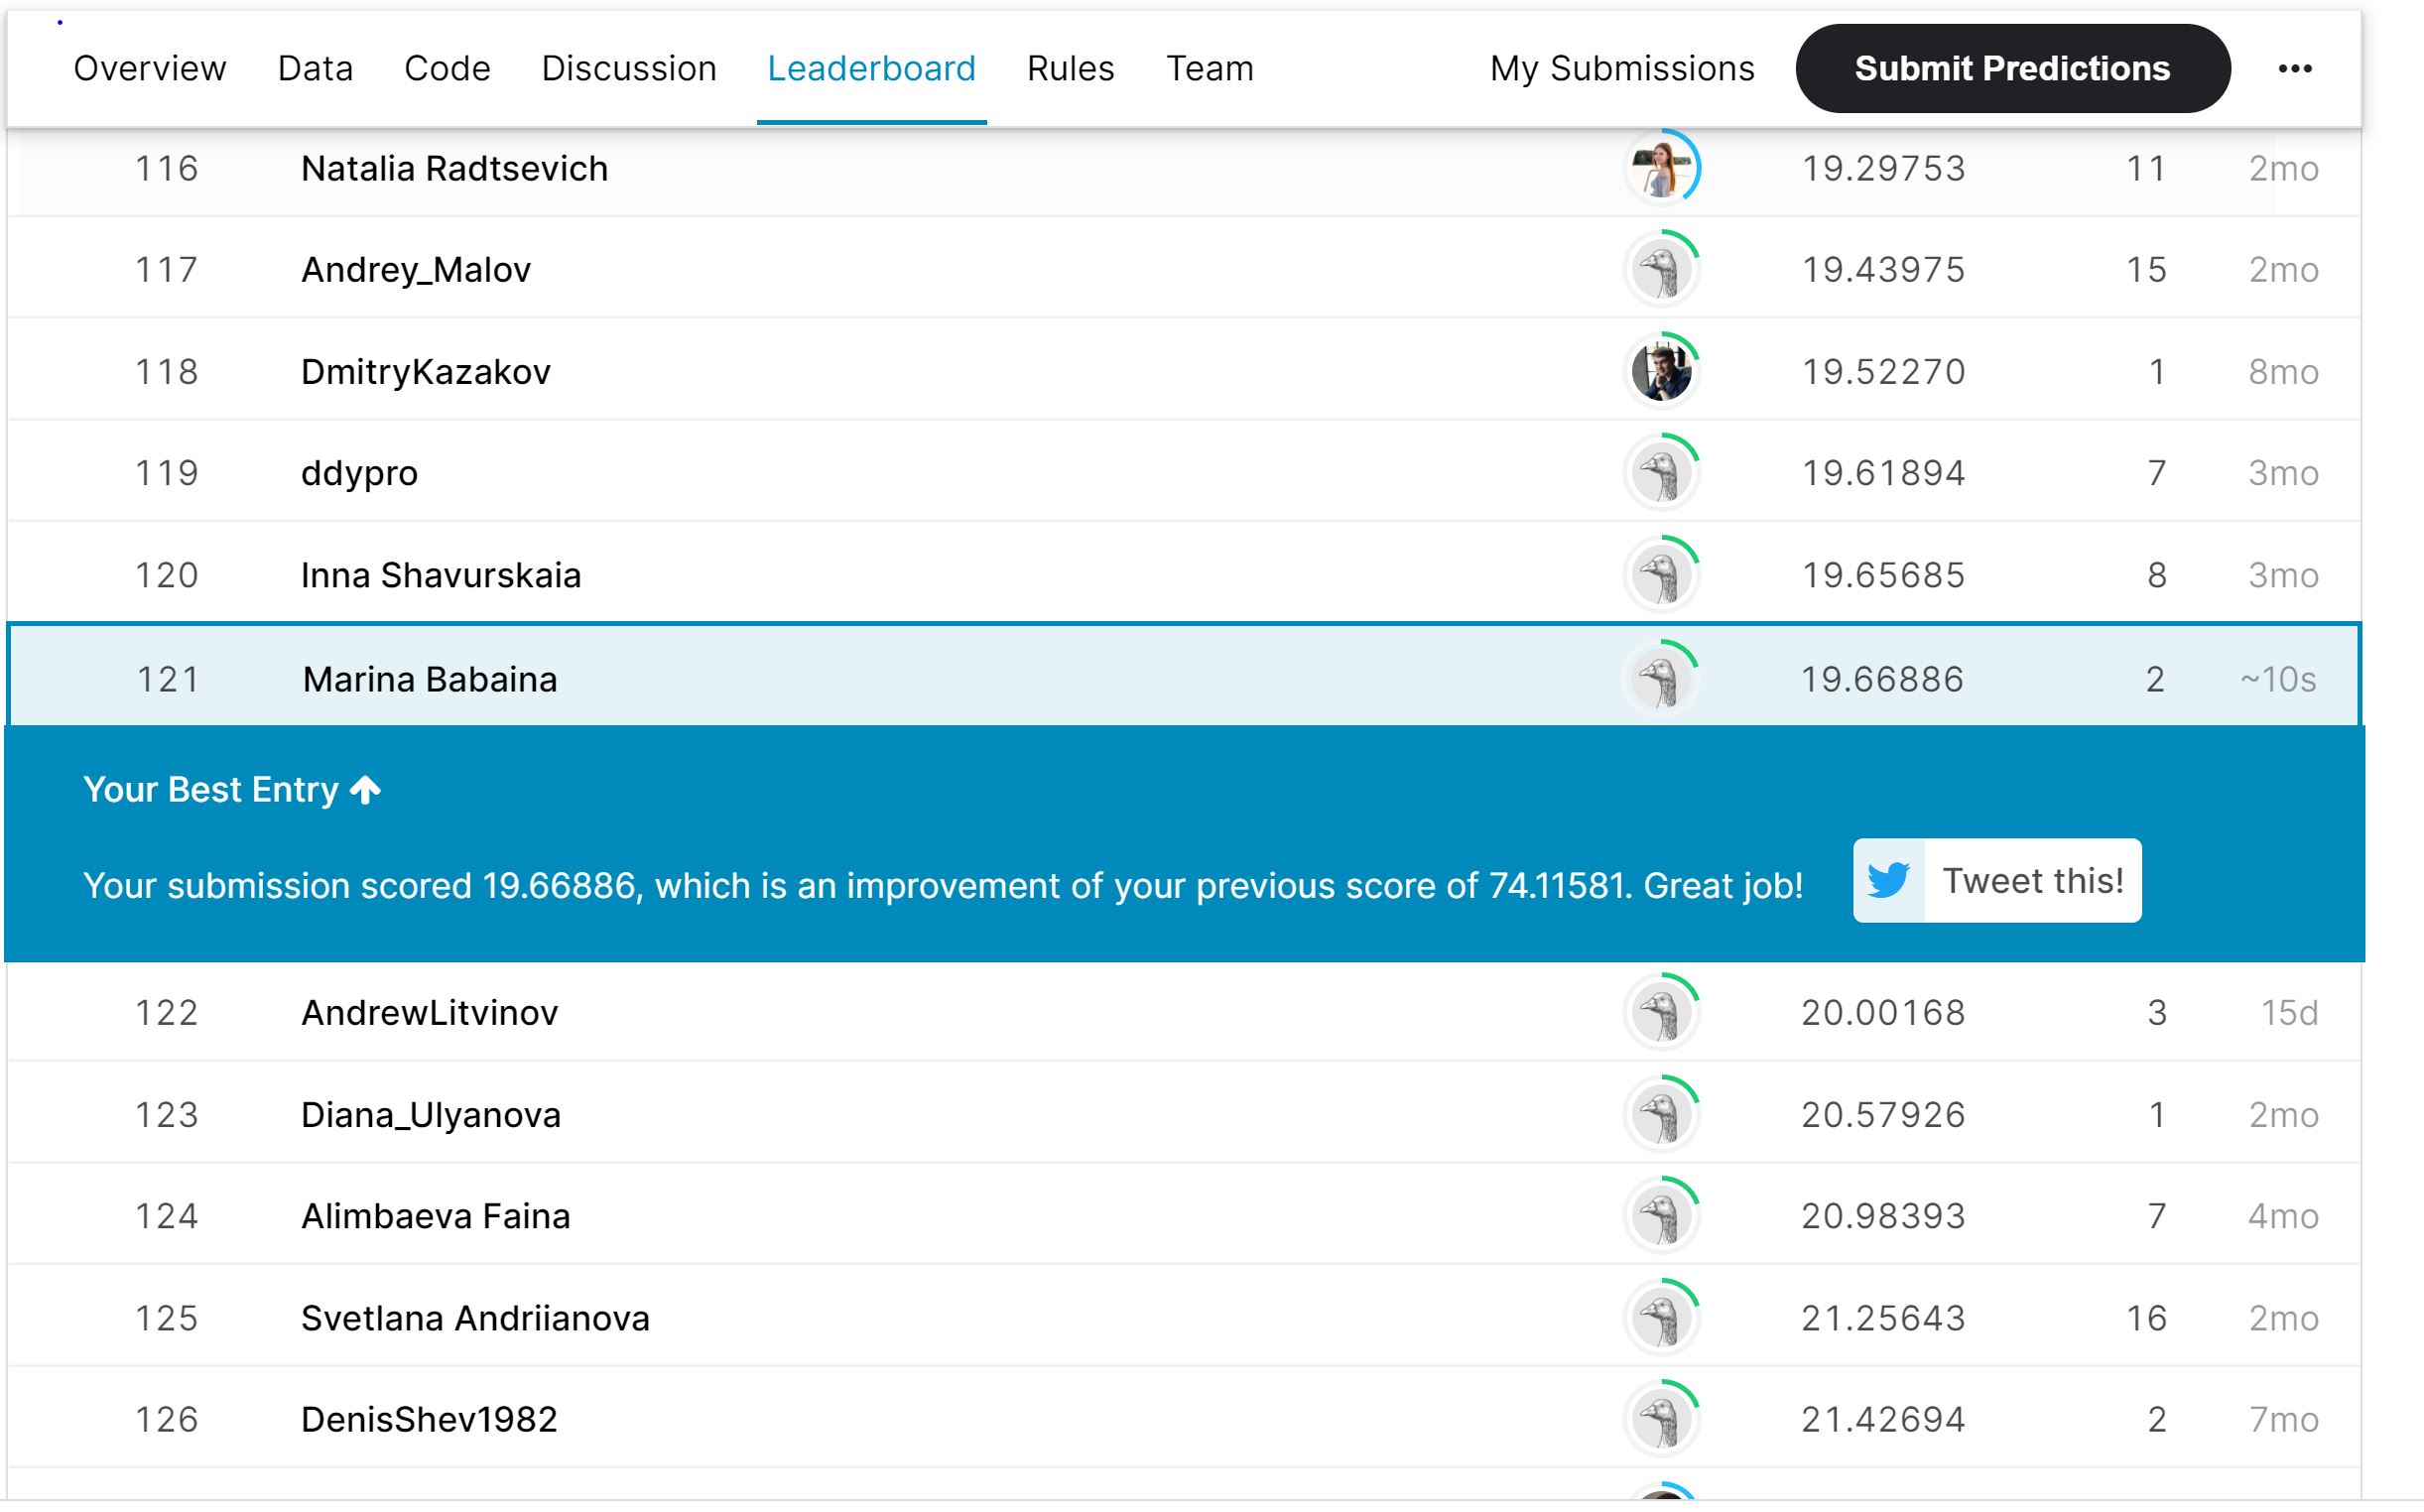 Overview Data Code Discussion Leaderboard Rules Team My Submissions Submit Predictions
116 Natalia Radtsevich 19.29753 11 2mo
117 Andrey_Malov 19.43975 15 2mo
118 DmitryKazakov 19.52270 1 8mo
119 ddypro 19.61894 7 3mo
120 Inna Shavurskaia 19.65685 8 3mo
121 Marina Babaina 19.66886 2 ~10s
Your Best Entry
Your submission scored 19.66886, which is an improvement of your previous score of 74.11581. Great job! Tweet this!
122 AndrewLitvinov 20.00168 3 15d
123 Diana_Ulyanova 20.57926 1 2mo
124 Alimbaeva Faina 20.98393 7 4mo
125 Svetlana Andriianova 21.25643 16 2mo
126 DenisShev1982 21.42694 2 7mo